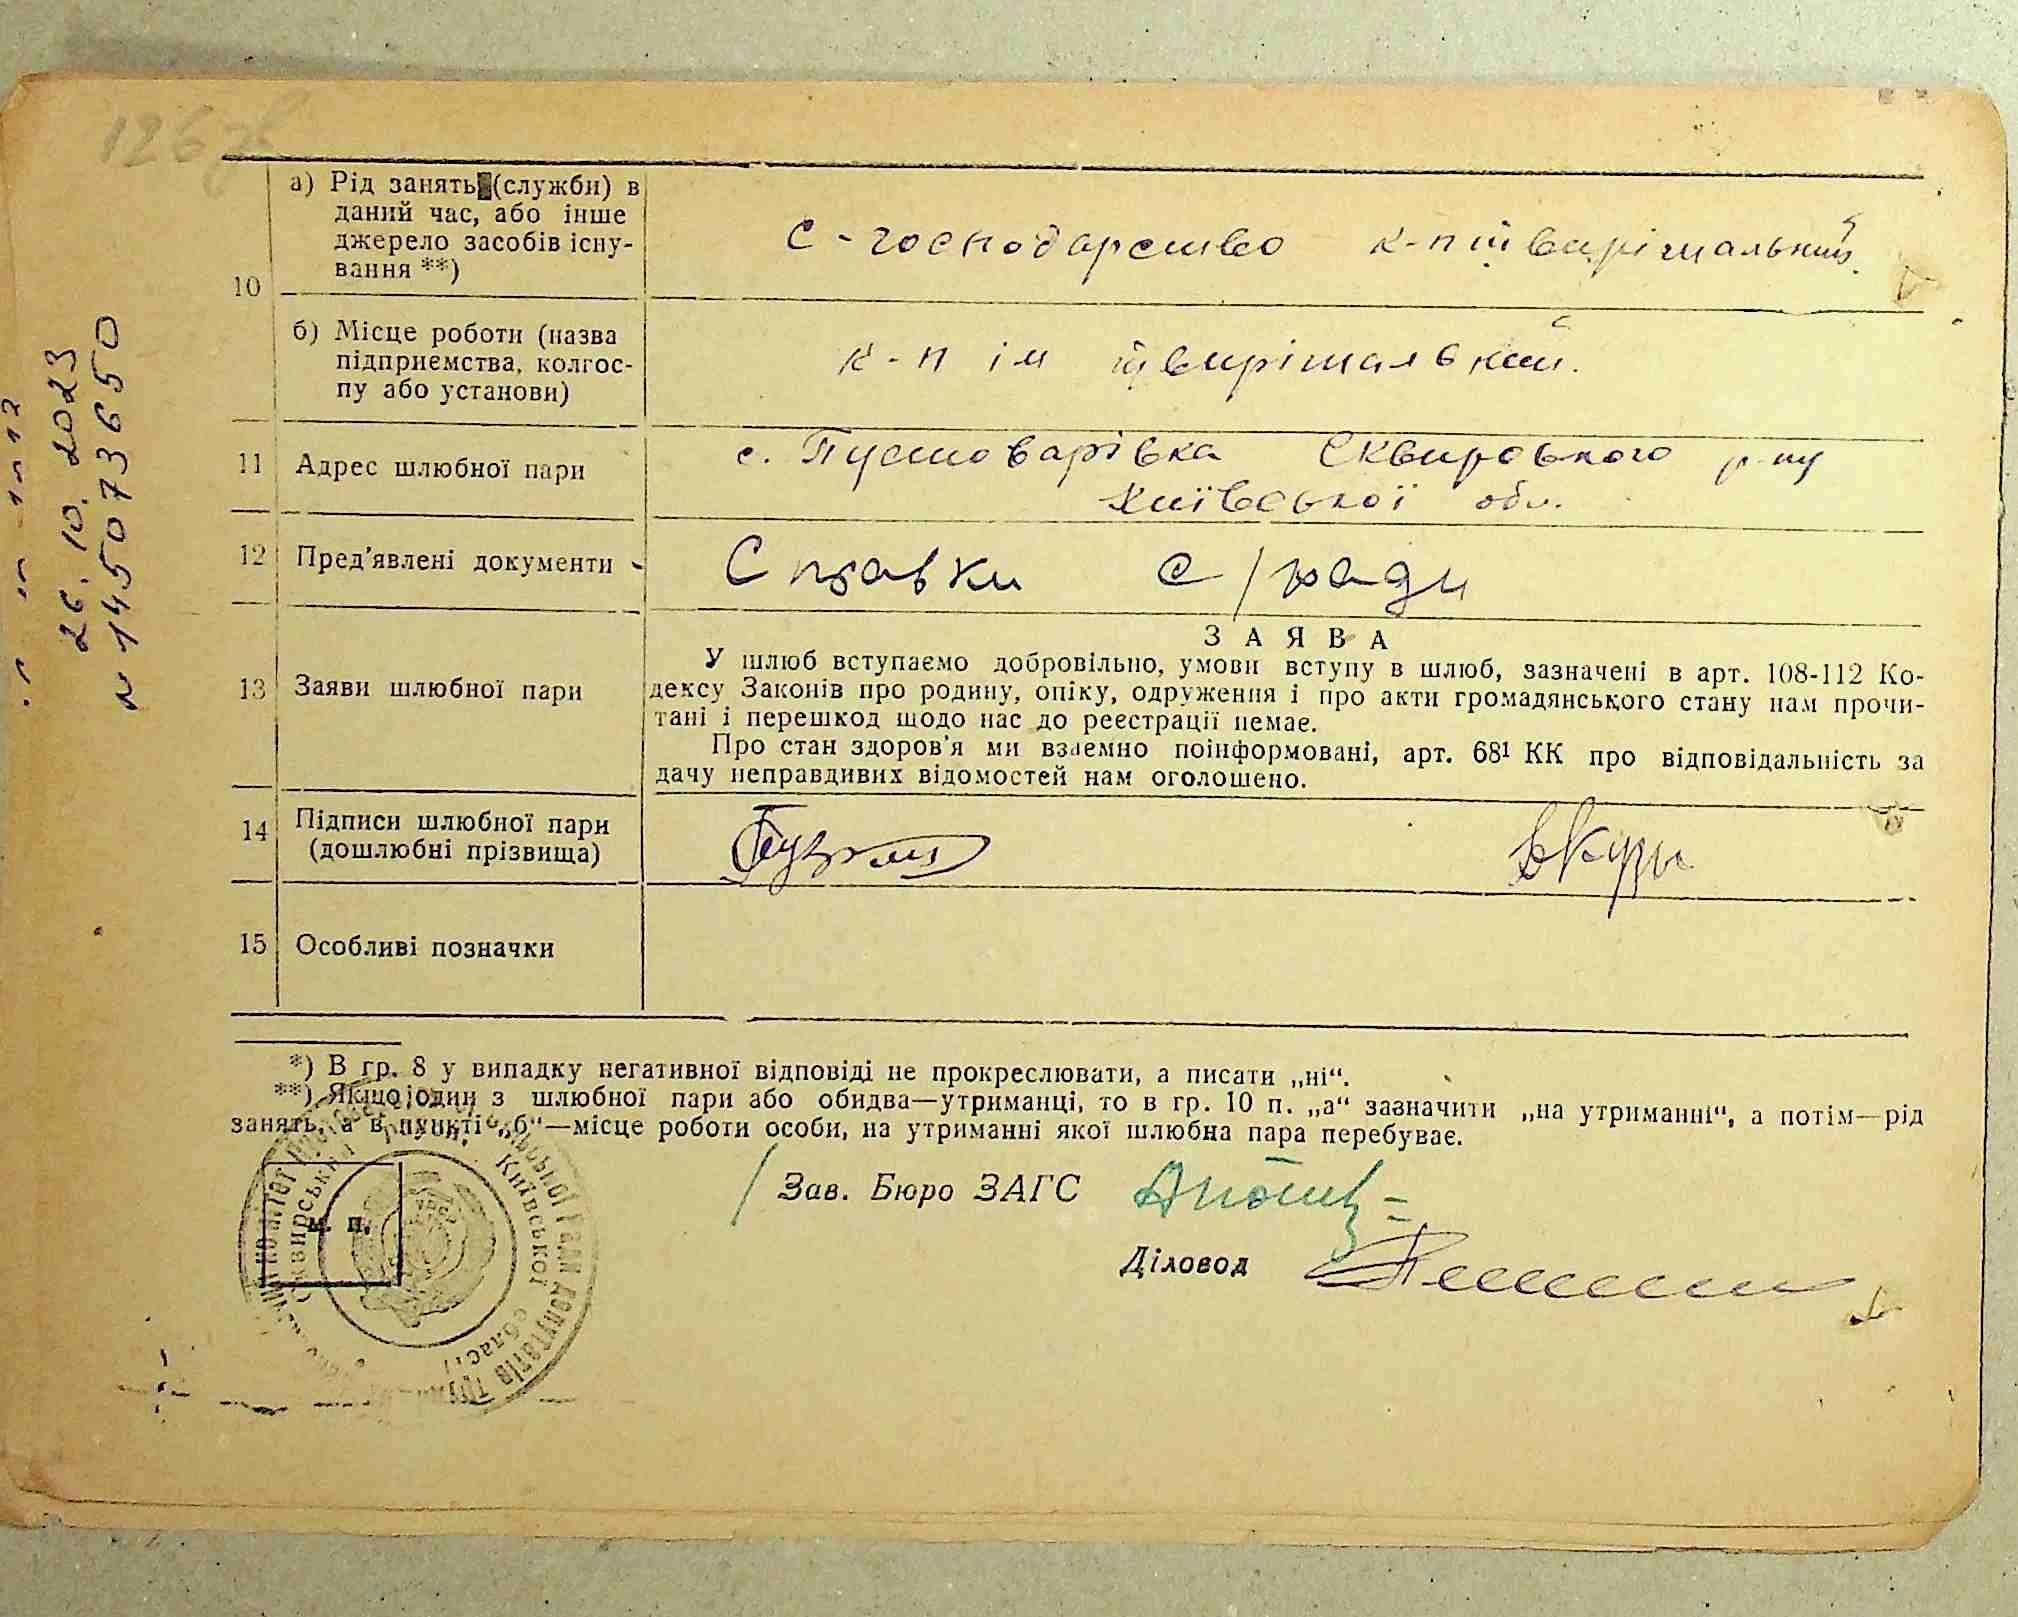 126 зв
26.10.2023
N 145073650
10
а) Рід занять (служби) в
даний час, або інше
джерело засобів існу-
вання **)
с-господарство к-п
б) Місце роботи (назва
підприємства, колгос-
пу або установи)
к-п ім
11
Адрес шлюбної пари
с. Пустоварівка Сквирського р-ну
Київської обл.
12
Пред'явлені документи
Справки с/ради
13
Заяви шлюбної пари
ЗАЯВА
У шлюб вступаємо добровільно, умови вступу в шлюб, зазначені в арт. 108-112 Ко-
дексу Законів про родину, опіку, одруження і про акти громадянського стану нам прочи-
тані і перешкод щодо нас до реєстрації немає.
Про стан здоров'я ми взаємно поінформовані, арт. 68¹ КК про відповідальність за
дачу неправдивих відомостей нам оголошено.
14
Підписи шлюбної пари
(дошлюбні прізвища)
15
Особливі позначки
*) В гр. 8 у випадку негативної відповіді не прокреслювати, а писати „ні“.
**) Якщо один з шлюбної пари або обидва—утриманці, то в гр. 10 п. „а“ зазначити „на утриманні“, а потім—рід
занять, а в пункті „б“—місце роботи особи, на утриманні якої шлюбна пара перебуває.
м. п.
Київської
області
депутатів
Зав. Бюро ЗАГС
Діловод